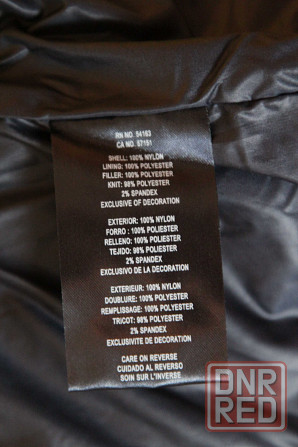 RN NO. 54163
CA NO. 57151
SHELL: 100% NYLON
LINING: 100% POLYESTER
FILLER: 100% POLYESTER
KNIT: 98% POLYESTER
2% SPANDEX
EXCLUSIVE OF DECORATION
EXTERIOR: 100% NYLON
FORRO : 100% POLIESTER
RELLENO: 100% POLIESTER
TEJIDO: 98% POLIESTER
2% SPANDEX
EXCLUSIVO DE LA DECORATION
EXTERIEUR: 100% NYLON
DOUBLURE: 100% POLYESTER
REMPLISSAGE: 100% POLYESTER
TRICOT: 98% POLYESTER
2% SPANDEX
EXCLUSIVITE DE DECORATION
CARE ON REVERSE
CUIDADO AL REVERSO
SOIN SUR L'INVERSE
DNR
RED